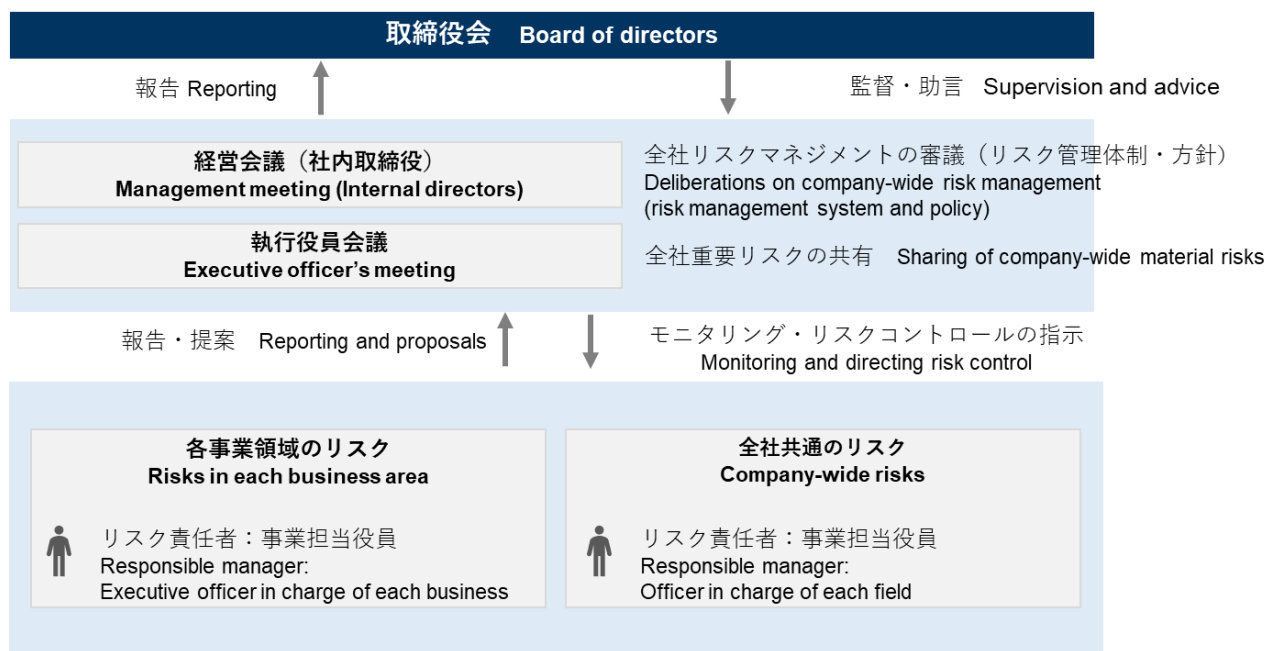 取締役会 Board of directors
報告 Reporting
監督・助言 Supervision and advice
経営会議（社内取締役）
Management meeting (Internal directors)
全社リスクマネジメントの審議（リスク管理体制・方針）
Deliberations on company-wide risk management
(risk management system and policy)
執行役員会議
Executive officer's meeting
全社重要リスクの共有 Sharing of company-wide material risks
報告・提案 Reporting and proposals
モニタリング・リスクコントロールの指示
Monitoring and directing risk control
各事業領域のリスク
Risks in each business area
リスク責任者：事業担当役員
Responsible manager:
Executive officer in charge of each business
全社共通のリスク
Company-wide risks
リスク責任者：事業担当役員
Responsible manager:
Officer in charge of each field